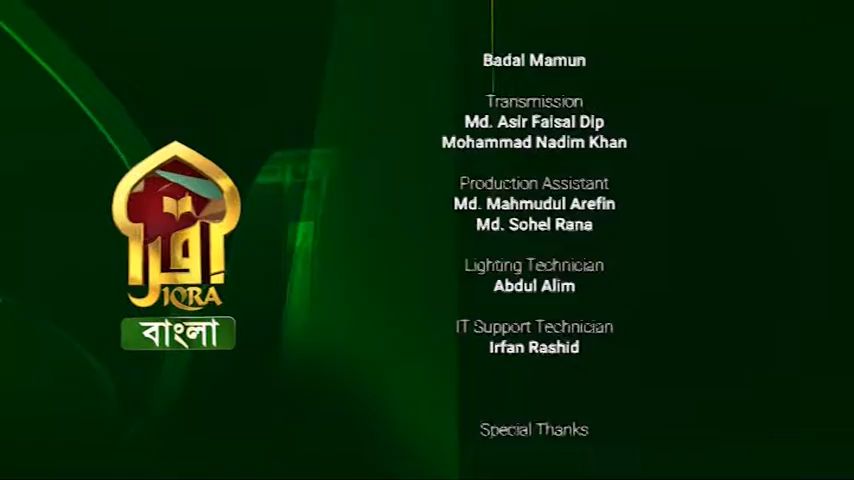 اقرأ
IQRA
বাংলা
Badal Mamun
Transmission
Md. Asir Faisal Dip
Mohammad Nadim Khan
Production Assistant
Md. Mahmudul Arefin
Md. Sohel Rana
Lighting Technician
Abdul Alim
IT Support Technician
Irfan Rashid
Special Thanks